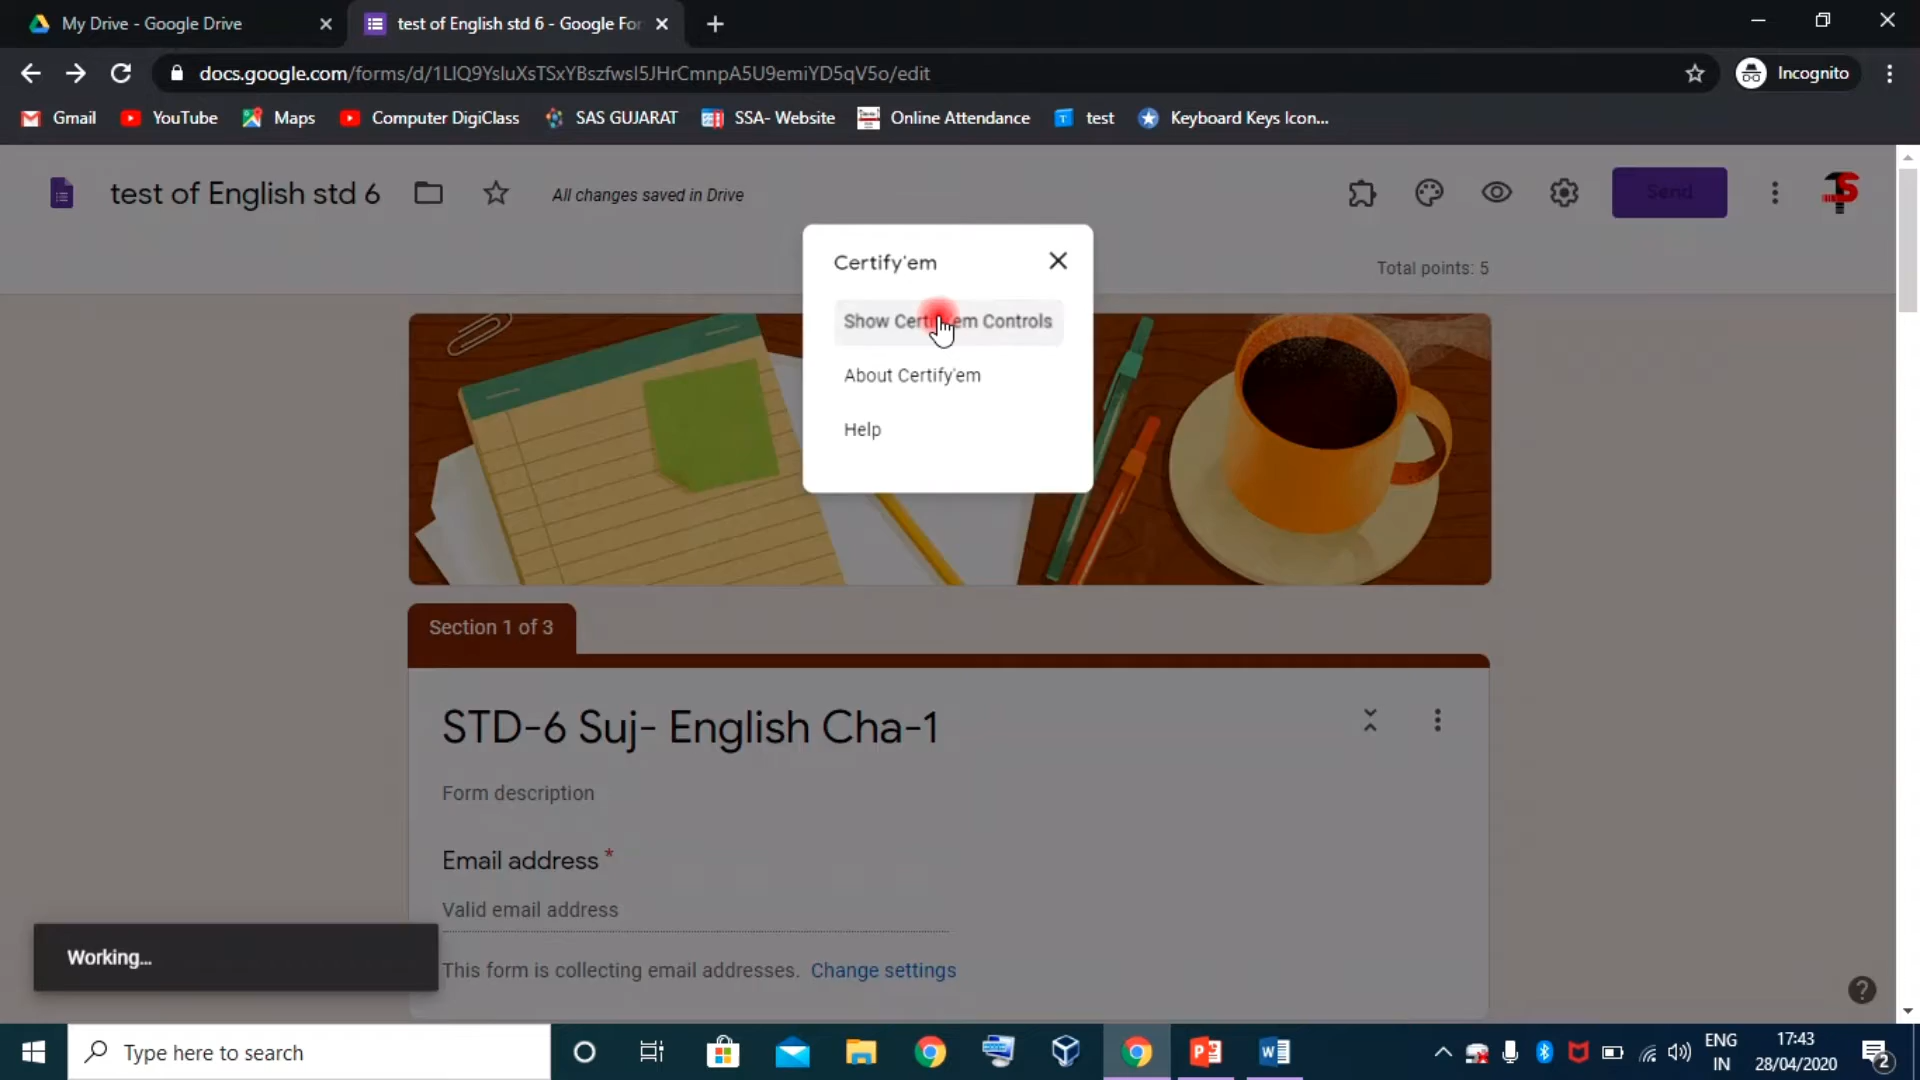 My Drive - Google Drive
test of English std 6 - Google For
docs.google.com/forms/d/1LlQ9YsluXsTSxYBszfwsI5JHrCmnpA5U9emiYD5qV5o/edit
Incognito
Gmail
YouTube
Maps
Computer DigiClass
SAS GUJARAT
SSA- Website
Online Attendance
test
Keyboard Keys Icon...
test of English std 6
All changes saved in Drive
Send
Total points: 5
Certify'em
Show Certify'em Controls
About Certify'em
Help
Section 1 of 3
STD-6 Suj- English Cha-1
Form description
Email address *
Valid email address
This form is collecting email addresses. Change settings
Working...
Type here to search
ENG
IN
17:43
28/04/2020
2